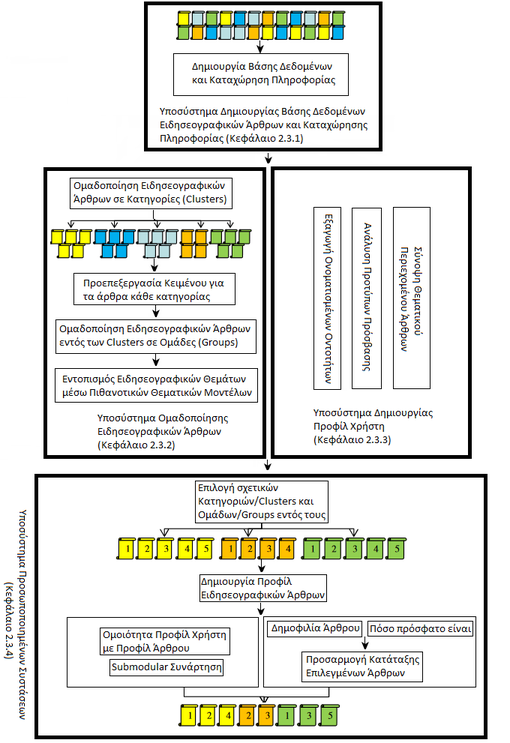 Δημιουργία Βάσης Δεδομένων
και Καταχώρηση Πληροφορίας
Υποσύστημα Δημιουργίας Βάσης Δεδομένων
Ειδησεογραφικών Άρθρων και Καταχώρησης
Πληροφορίας (Κεφάλαιο 2.3.1)
Ομαδοποίηση Ειδησεογραφικών
Άρθρων σε Κατηγορίες (Clusters)
Προεπεξεργασία Κειμένου για
τα άρθρα κάθε κατηγορίας
Ομαδοποίηση Ειδησεογραφικών Άρθρων
εντός των Clusters σε Ομάδες (Groups)
Εντοπισμός Ειδησεογραφικών Θεμάτων
μέσω Πιθανοτικών Θεματικών Μοντέλων
Υποσύστημα Ομαδοποίησης
Ειδησεογραφικών Άρθρων
(Κεφάλαιο 2.3.2)
Εξαγωγή Ονοματισμένων Οντοτήτων
Ανάλυση Προτύπων Πρόσβασης
Σύνοψη Θεματικού
Περιεχομένου Άρθρων
Υποσύστημα Δημιουργίας
Προφίλ Χρήστη
(Κεφάλαιο 2.3.3)
Υποσύστημα Προσωποποιημένων Συστάσεων
(Κεφάλαιο 2.3.4)
Επιλογή σχετικών
Κατηγοριών/Clusters και
Ομάδων/Groups εντός τους
1 2 3 4 5 1 2 3 4 1 2 3 4 5
Δημιουργία Προφίλ
Ειδησεογραφικών Άρθρων
Ομοιότητα Προφίλ Χρήστη
με Προφίλ Άρθρου
Submodular Συνάρτηση
Δημοφιλία Άρθρου
Πόσο πρόσφατο είναι
Προσαρμογή Κατάταξης
Επιλεγμένων Άρθρων
1 2 4 2 3 1 3 5